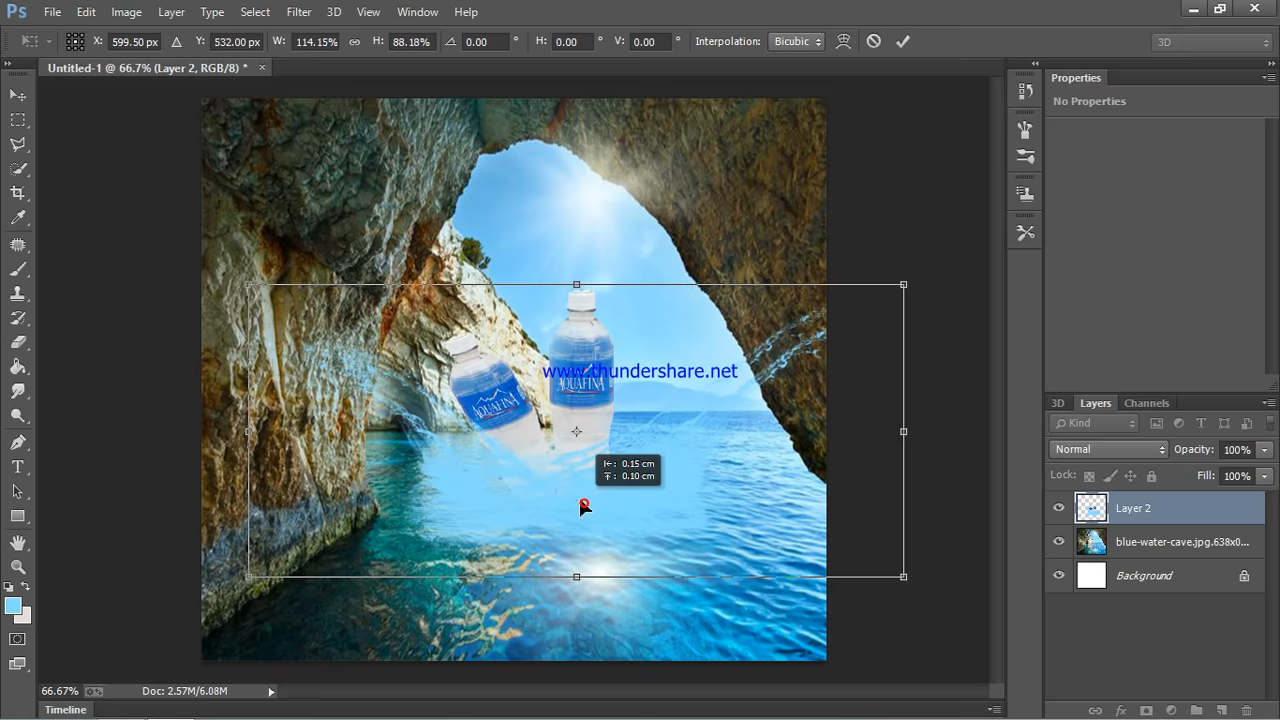 Ps File Edit Image Layer Type Select Filter 3D View Window Help
X: 599.50 px Y: 532.00 px W: 114.15% H: 88.18% 0.00 ° H: 0.00 ° V: 0.00 ° Interpolation: Bicubic 3D
Untitled-1 @ 66.7% (Layer 2, RGB/8) * ×
Properties
No Properties
www.thundershare.net
AQUAFINA
AQUAFINA
0.15 cm
0.10 cm
3D Layers Channels
Kind
Normal Opacity: 100%
Lock: Fill: 100%
Layer 2
blue-water-cave.jpg.638x0...
Background
66.67% Doc: 2.57M/6.08M
Timeline